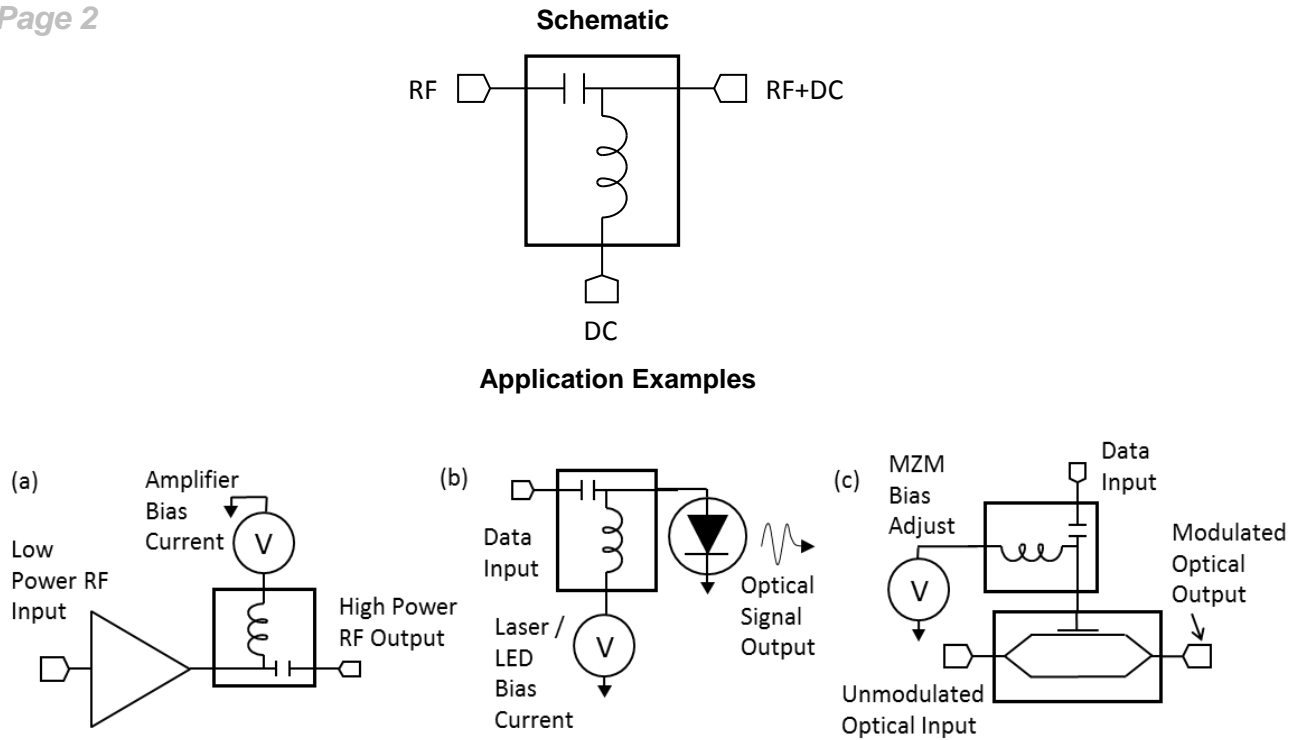 Page 2
Schematic
RF
RF+DC
DC
Application Examples
(a)
Amplifier
Bias
Current
V
Low
Power RF
Input
High Power
RF Output
(b)
Data
Input
Laser /
LED
Bias
Current
V
Optical
Signal
Output
(c)
MZM
Bias
Adjust
V
Data
Input
Modulated
Optical
Output
Unmodulated
Optical Input